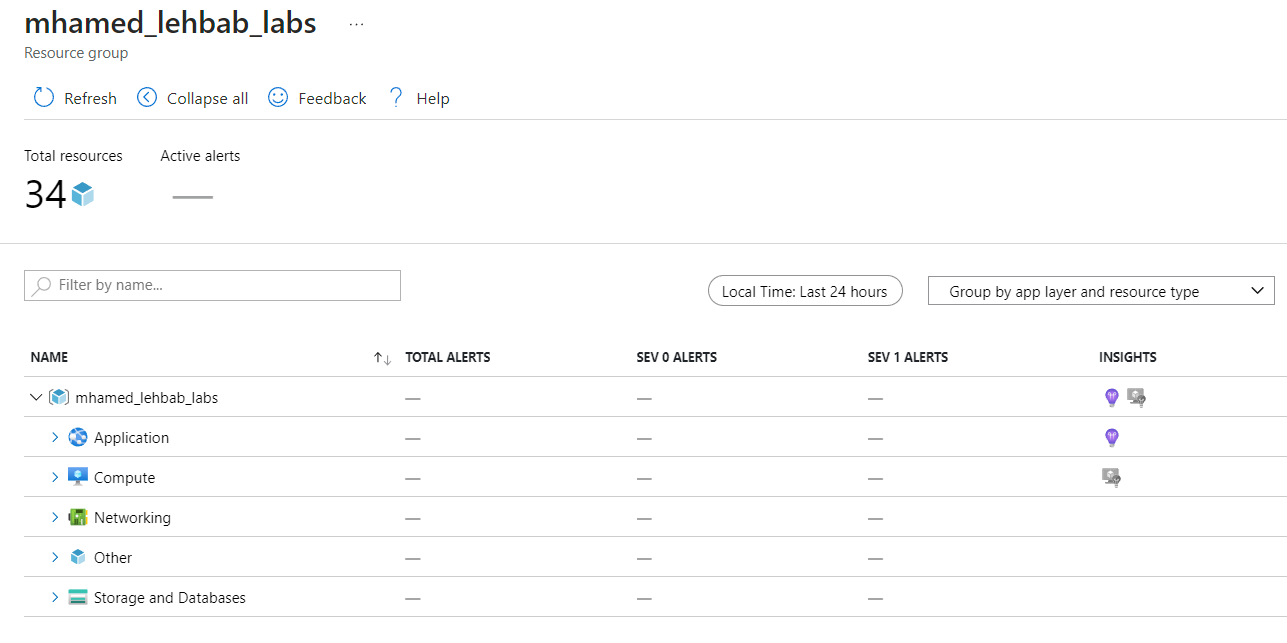 mhamed_lehbab_labs ...
Resource group
Refresh Collapse all Feedback Help
Total resources Active alerts
34
Filter by name...
Local Time: Last 24 hours Group by app layer and resource type
NAME TOTAL ALERTS SEV 0 ALERTS SEV 1 ALERTS INSIGHTS
mhamed_lehbab_labs — — —
Application — — —
Compute — — —
Networking — — —
Other — — —
Storage and Databases — — —